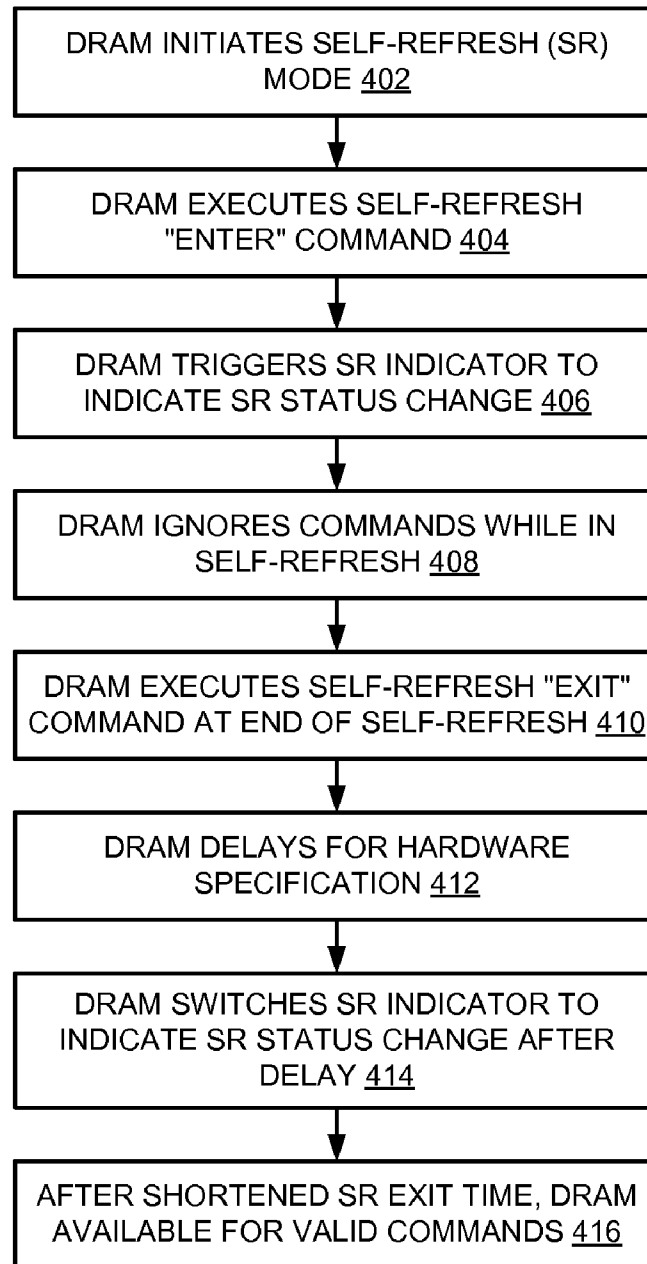 DRAM INITIATES SELF-REFRESH (SR)
MODE 402
DRAM EXECUTES SELF-REFRESH
"ENTER" COMMAND 404
DRAM TRIGGERS SR INDICATOR TO
INDICATE SR STATUS CHANGE 406
DRAM IGNORES COMMANDS WHILE IN
SELF-REFRESH 408
DRAM EXECUTES SELF-REFRESH "EXIT"
COMMAND AT END OF SELF-REFRESH 410
DRAM DELAYS FOR HARDWARE
SPECIFICATION 412
DRAM SWITCHES SR INDICATOR TO
INDICATE SR STATUS CHANGE AFTER
DELAY 414
AFTER SHORTENED SR EXIT TIME, DRAM
AVAILABLE FOR VALID COMMANDS 416